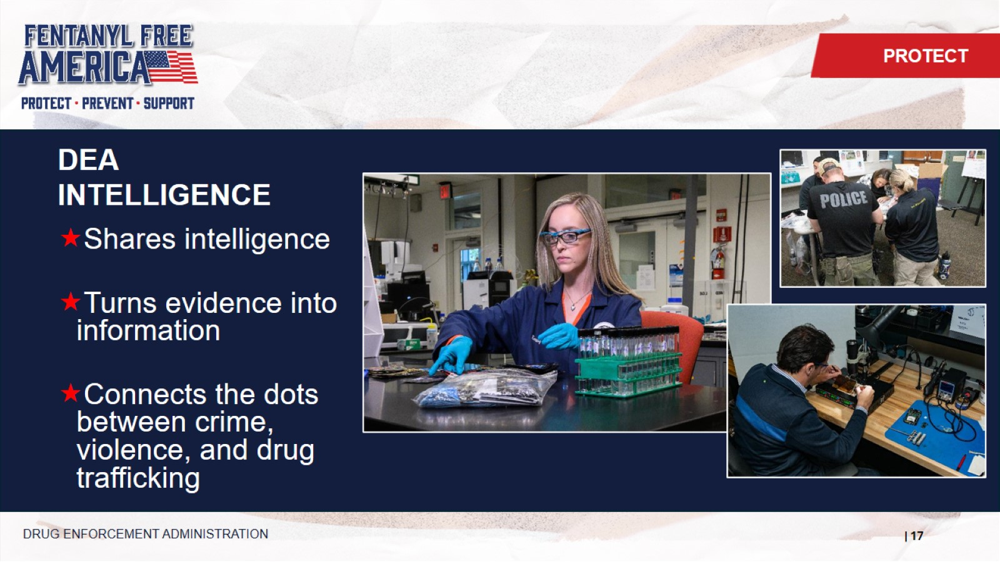 FENTANYL FREE
AMERICA
PROTECT • PREVENT • SUPPORT
PROTECT
DEA
INTELLIGENCE
★Shares intelligence
★Turns evidence into
information
★Connects the dots
between crime,
violence, and drug
trafficking
POLICE
DRUG ENFORCEMENT ADMINISTRATION
| 17